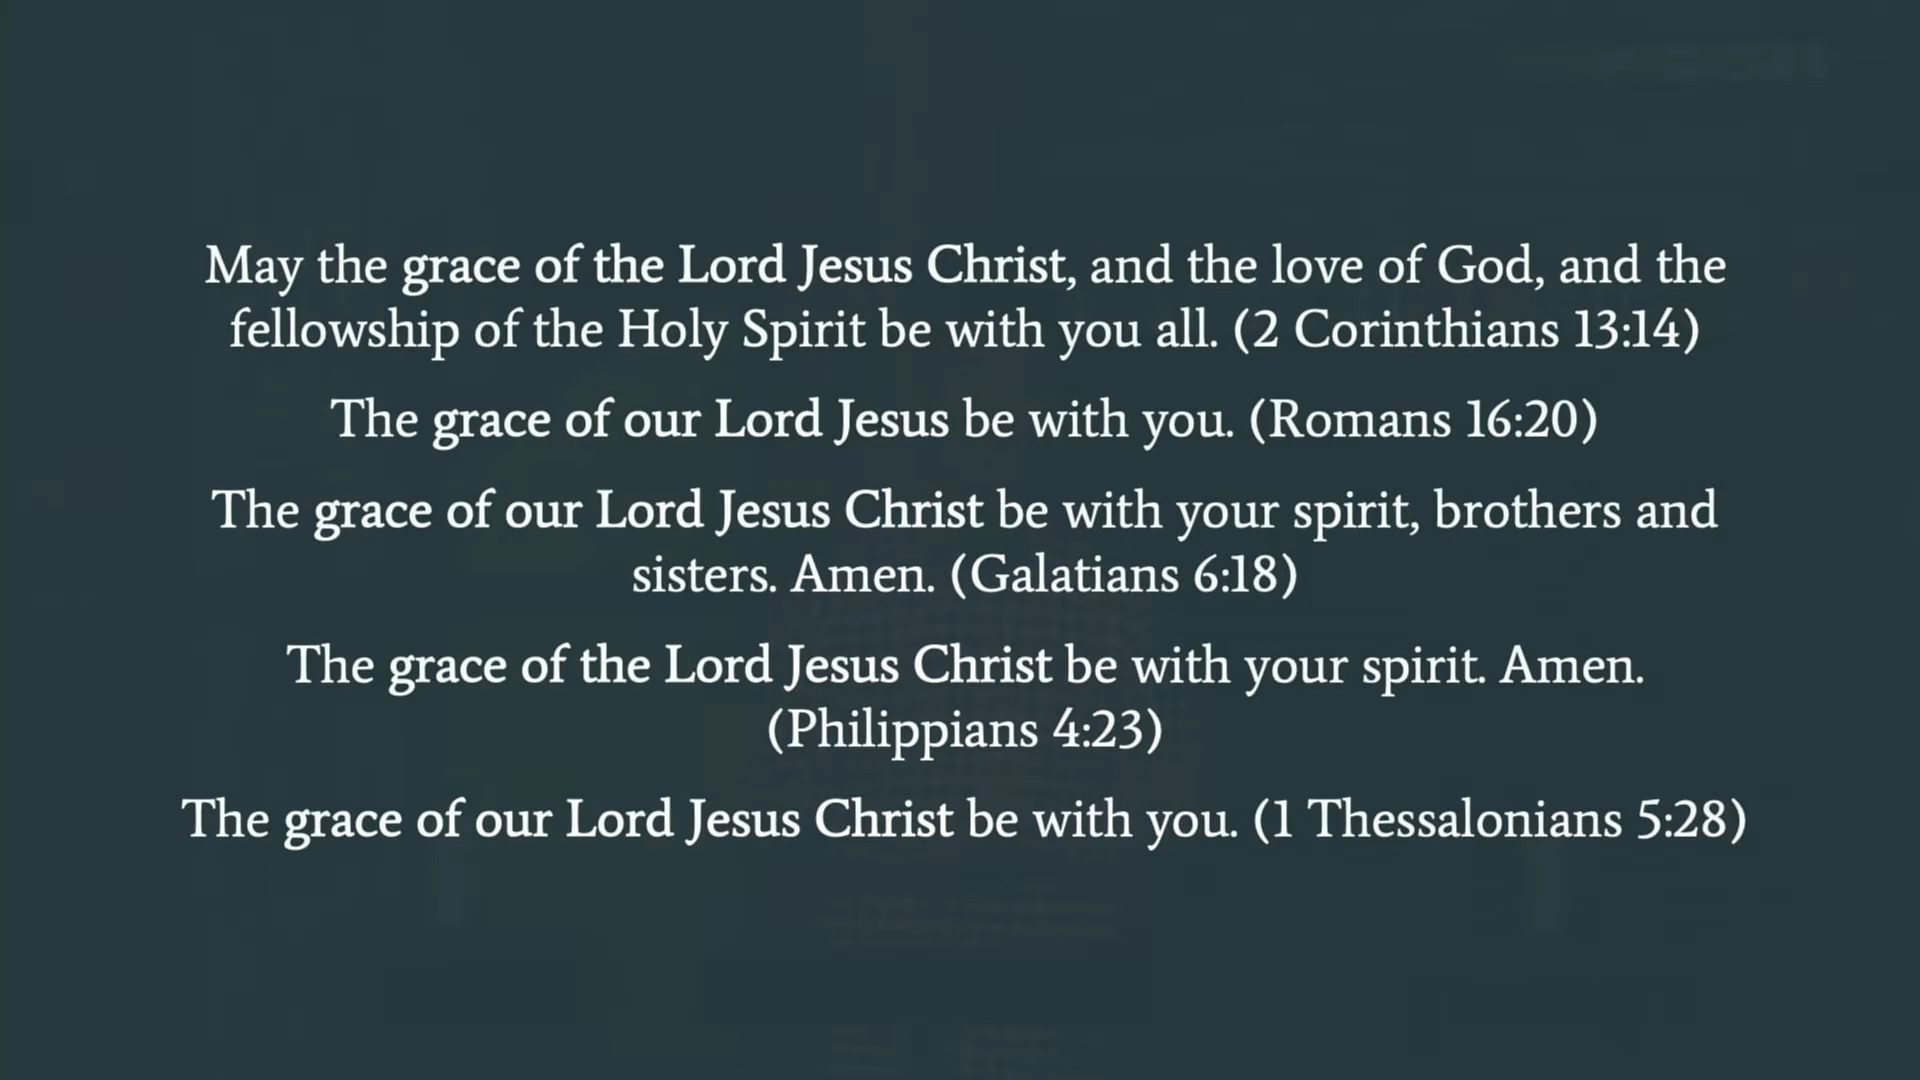 May the grace of the Lord Jesus Christ, and the love of God, and the
fellowship of the Holy Spirit be with you all. (2 Corinthians 13:14)
The grace of our Lord Jesus be with you. (Romans 16:20)
The grace of our Lord Jesus Christ be with your spirit, brothers and
sisters. Amen. (Galatians 6:18)
The grace of the Lord Jesus Christ be with your spirit. Amen.
(Philippians 4:23)
The grace of our Lord Jesus Christ be with you. (1 Thessalonians 5:28)